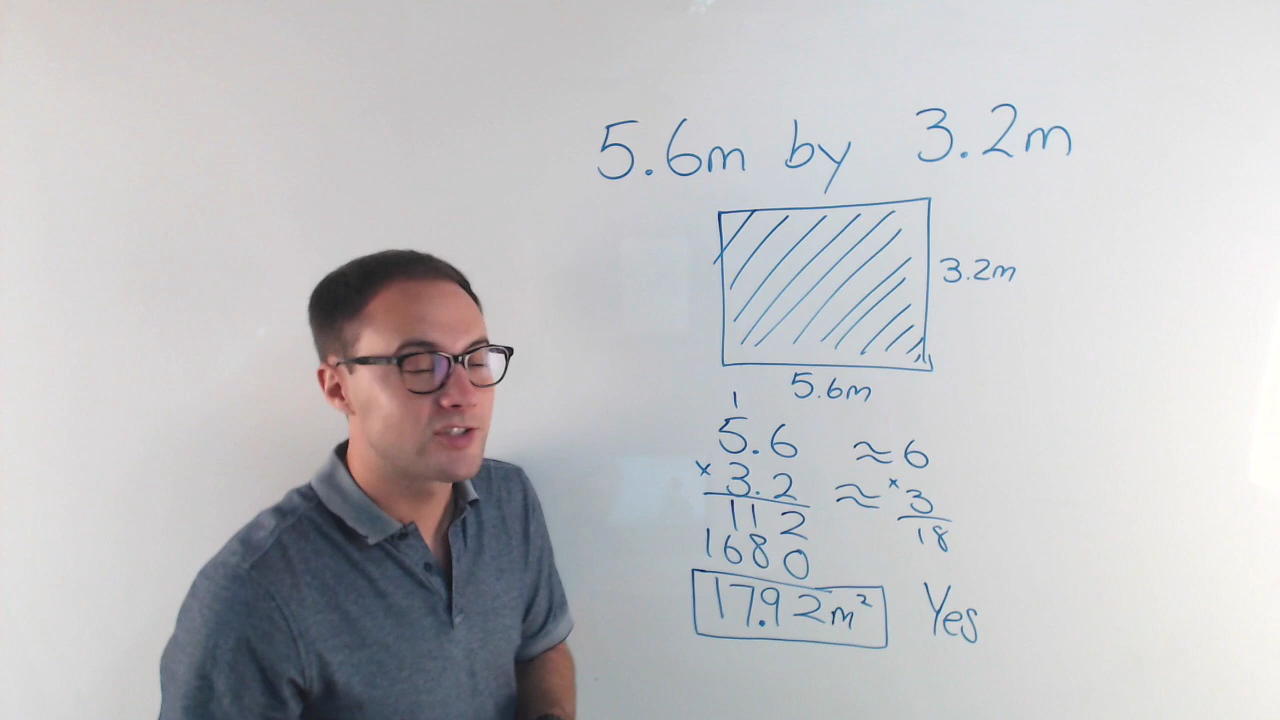 5.6m by 3.2m
3.2m
5.6m
1
5.6 ≈6
×3.2 ≈ ×3
112 18
1680
17.92m² Yes